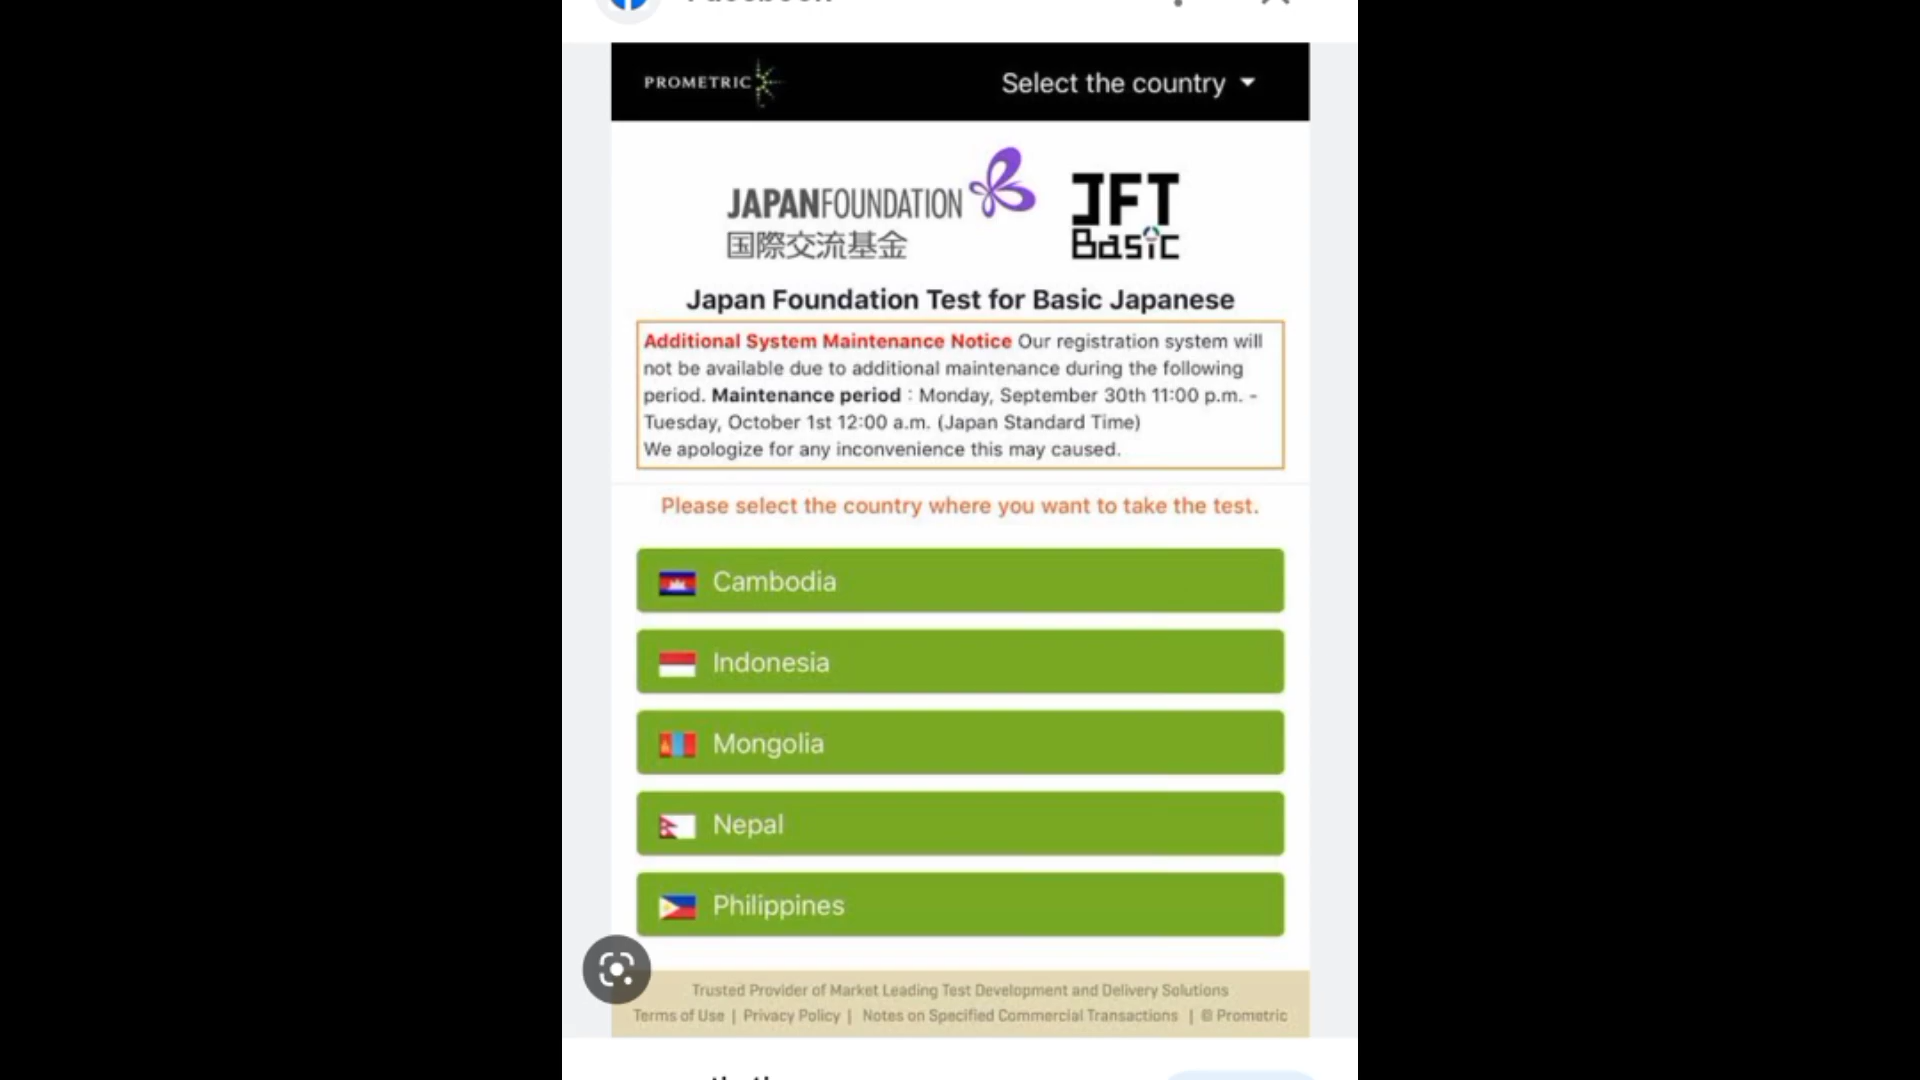 PROMETRIC
Select the country
JAPANFOUNDATION
国際交流基金
JFT
Basic
Japan Foundation Test for Basic Japanese
Additional System Maintenance Notice Our registration system will
not be available due to additional maintenance during the following
period. Maintenance period : Monday, September 30th 11:00 p.m. -
Tuesday, October 1st 12:00 a.m. (Japan Standard Time)
We apologize for any inconvenience this may caused.
Please select the country where you want to take the test.
Cambodia
Indonesia
Mongolia
Nepal
Philippines
Trusted Provider of Market Leading Test Development and Delivery Solutions
Terms of Use | Privacy Policy | Notes on Specified Commercial Transactions | © Prometric